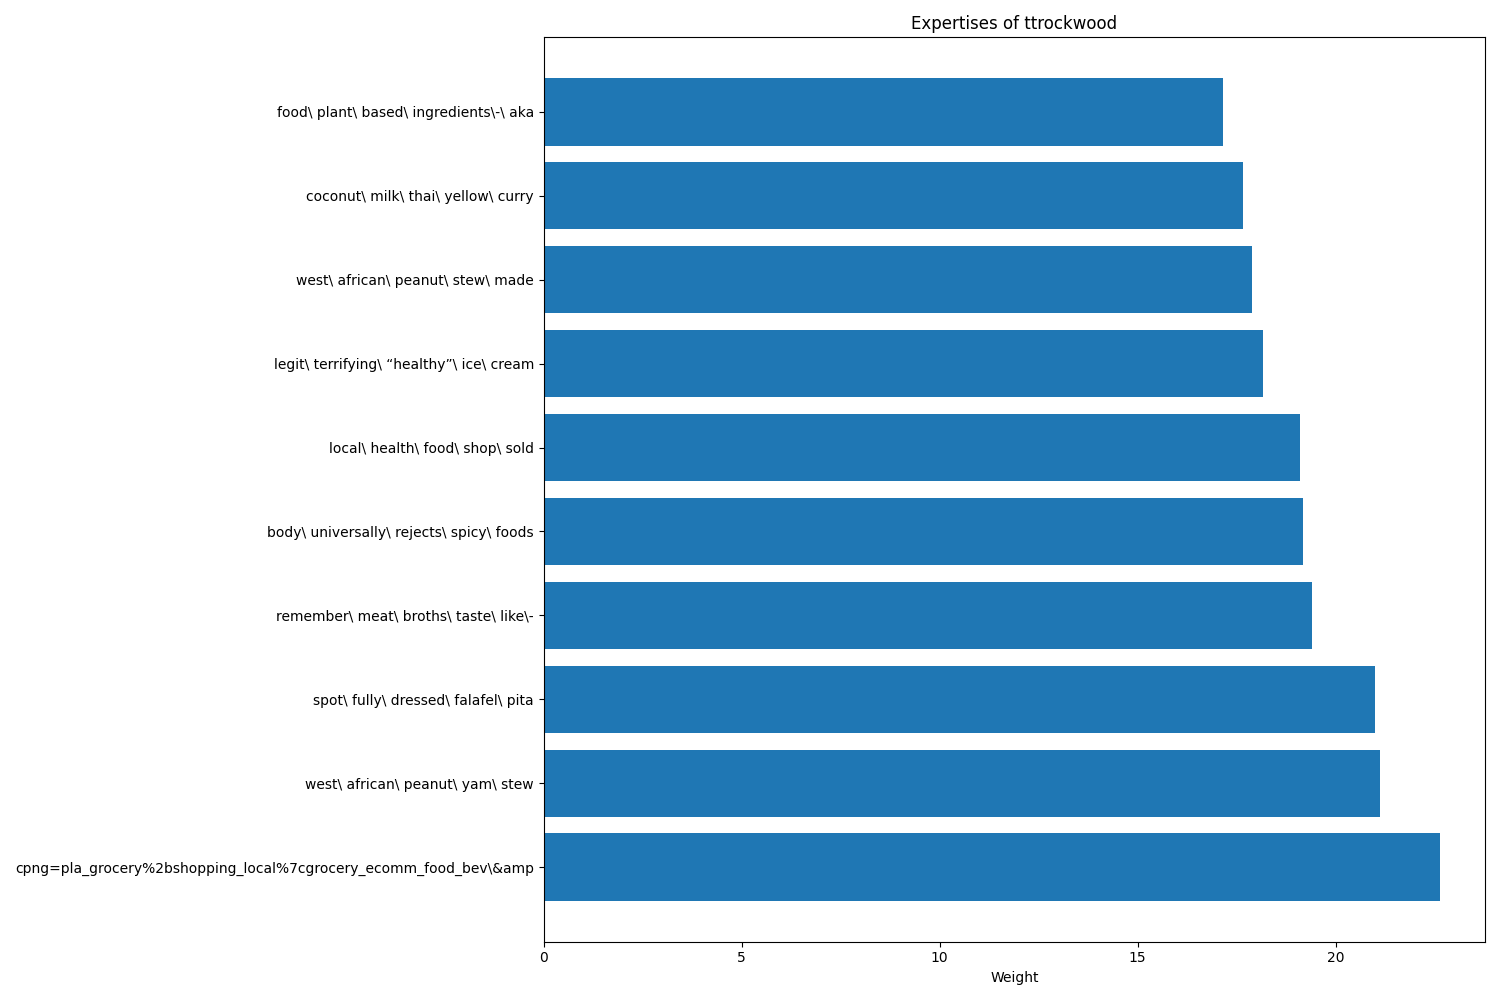 Expertises of ttrockwood
food\ plant\ based\ ingredients\-\ aka
coconut\ milk\ thai\ yellow\ curry
west\ african\ peanut\ stew\ made
legit\ terrifying\ “healthy”\ ice\ cream
local\ health\ food\ shop\ sold
body\ universally\ rejects\ spicy\ foods
remember\ meat\ broths\ taste\ like\-
spot\ fully\ dressed\ falafel\ pita
west\ african\ peanut\ yam\ stew
cpng=pla_grocery%2bshopping_local%7cgrocery_ecomm_food_bev\&amp
0 5 10 15 20
Weight